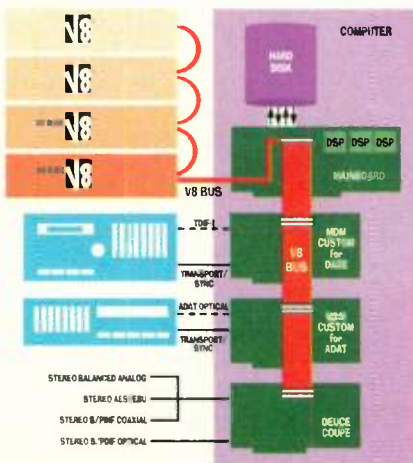 V8
V8
V8
V8
COMPUTER
HARD
DISK
DSP DSP DSP
MAINBOARD
V8 BUS
TDIF-1
TRANSPORT/
SYNC
V8
BUS
MDM
CUSTOM
for
ADAT OPTICAL
TRANSPORT/
SYNC
CUSTOM
for
ADAT
STEREO BALANCED ANALOG
STEREO AES/EBU
STEREO S/PDIF COAXIAL
STEREO S/PDIF OPTICAL
DEUCE
COUPE